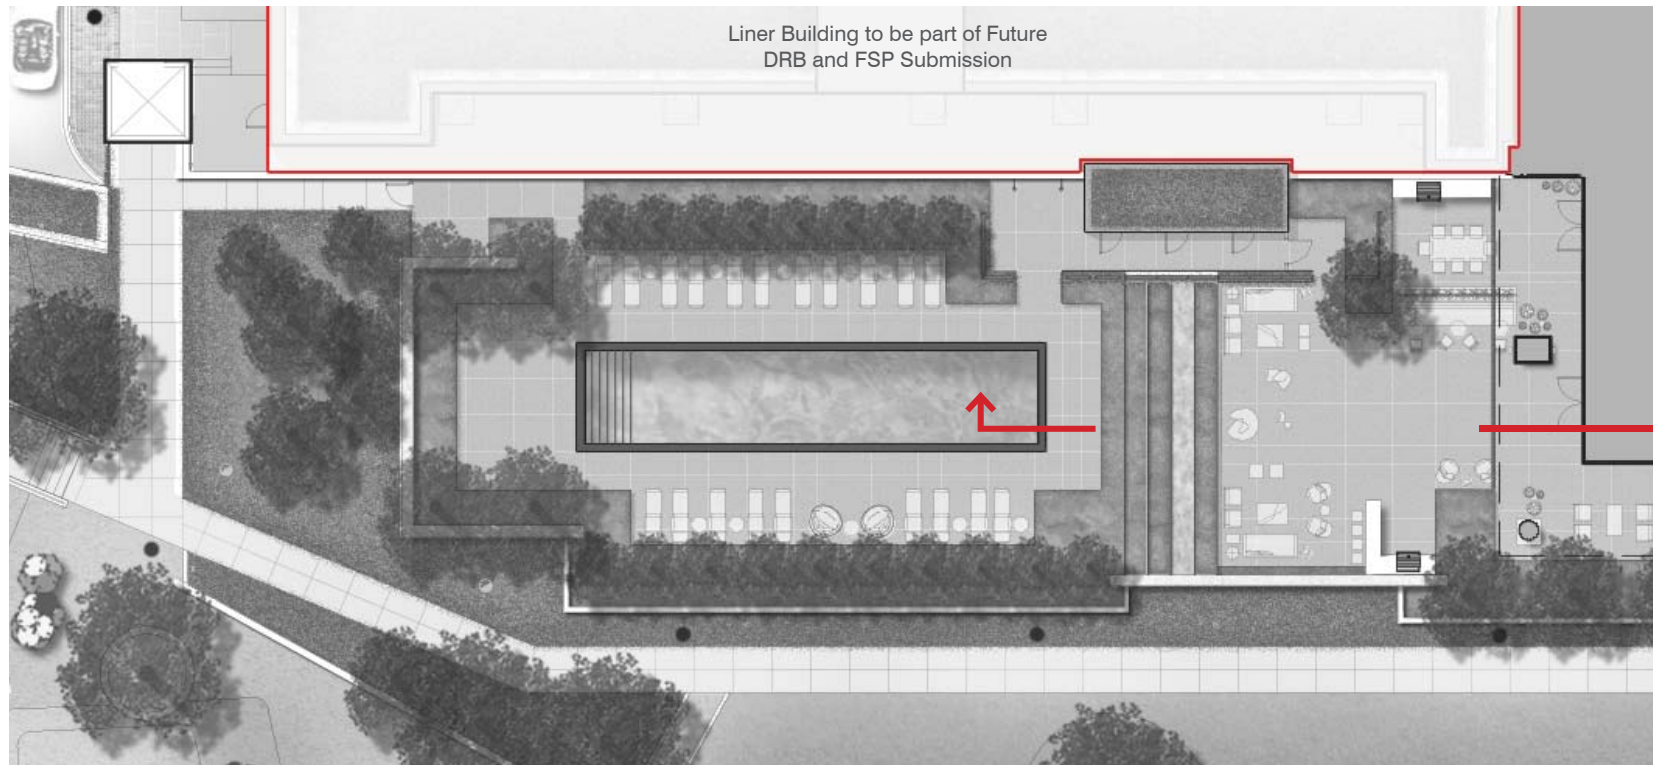 Liner Building to be part of Future
DRB and FSP Submission